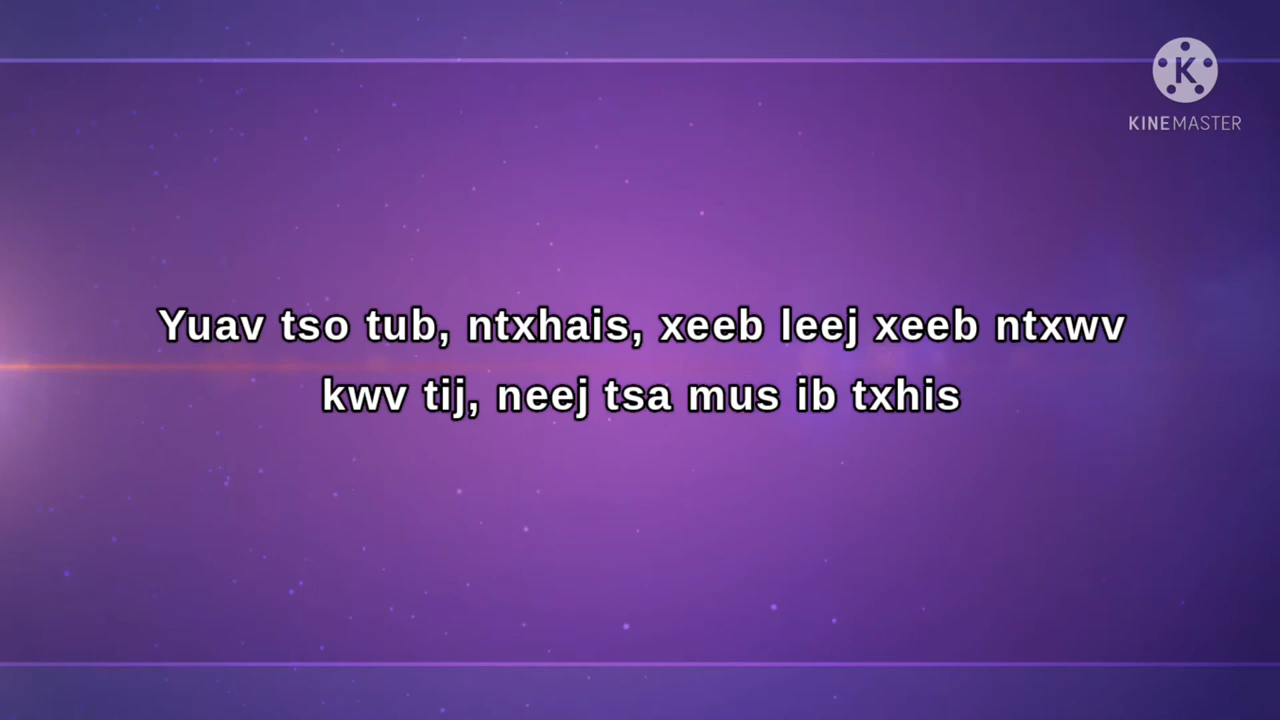 KINEMASTER
Yuav tso tub, ntxhais, xeeb leej xeeb ntxwv
kwv tij, neej tsa mus ib txhis